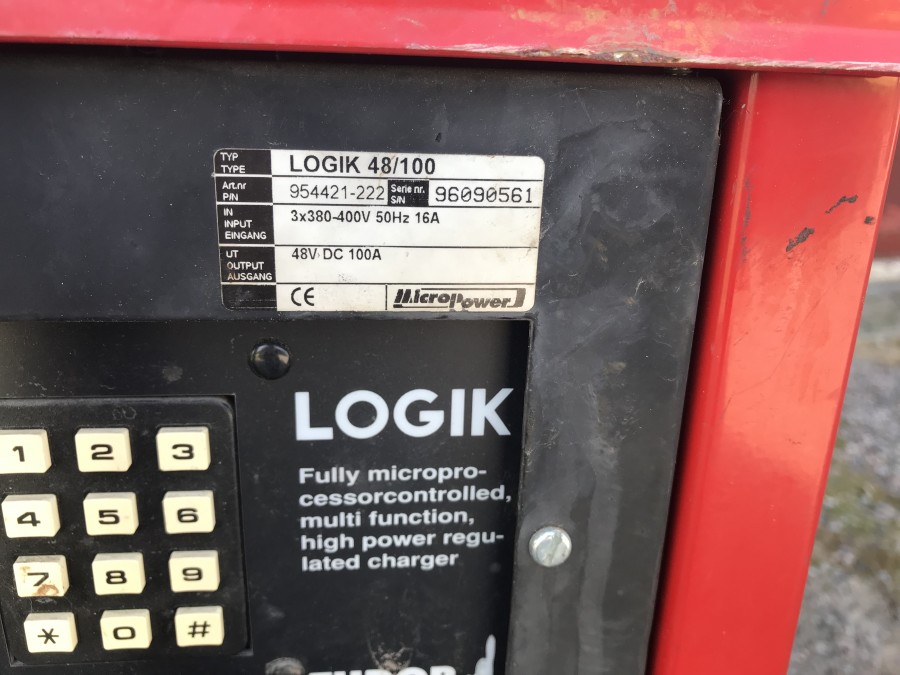 TYP
TYPE
LOGIK 48/100
Art.nr
P/N
954421-222
Serie nr.
S/N
96090561
IN
INPUT
EINGANG
3x380-400V 50Hz 16A
UT
OUTPUT
AUSGANG
48V DC 100A
CE
Micropower
LOGIK
Fully micropro-
cessorcontrolled,
multi function,
high power regu-
lated charger
1 2 3
4 5 6
7 8 9
* 0 #
TUDOR